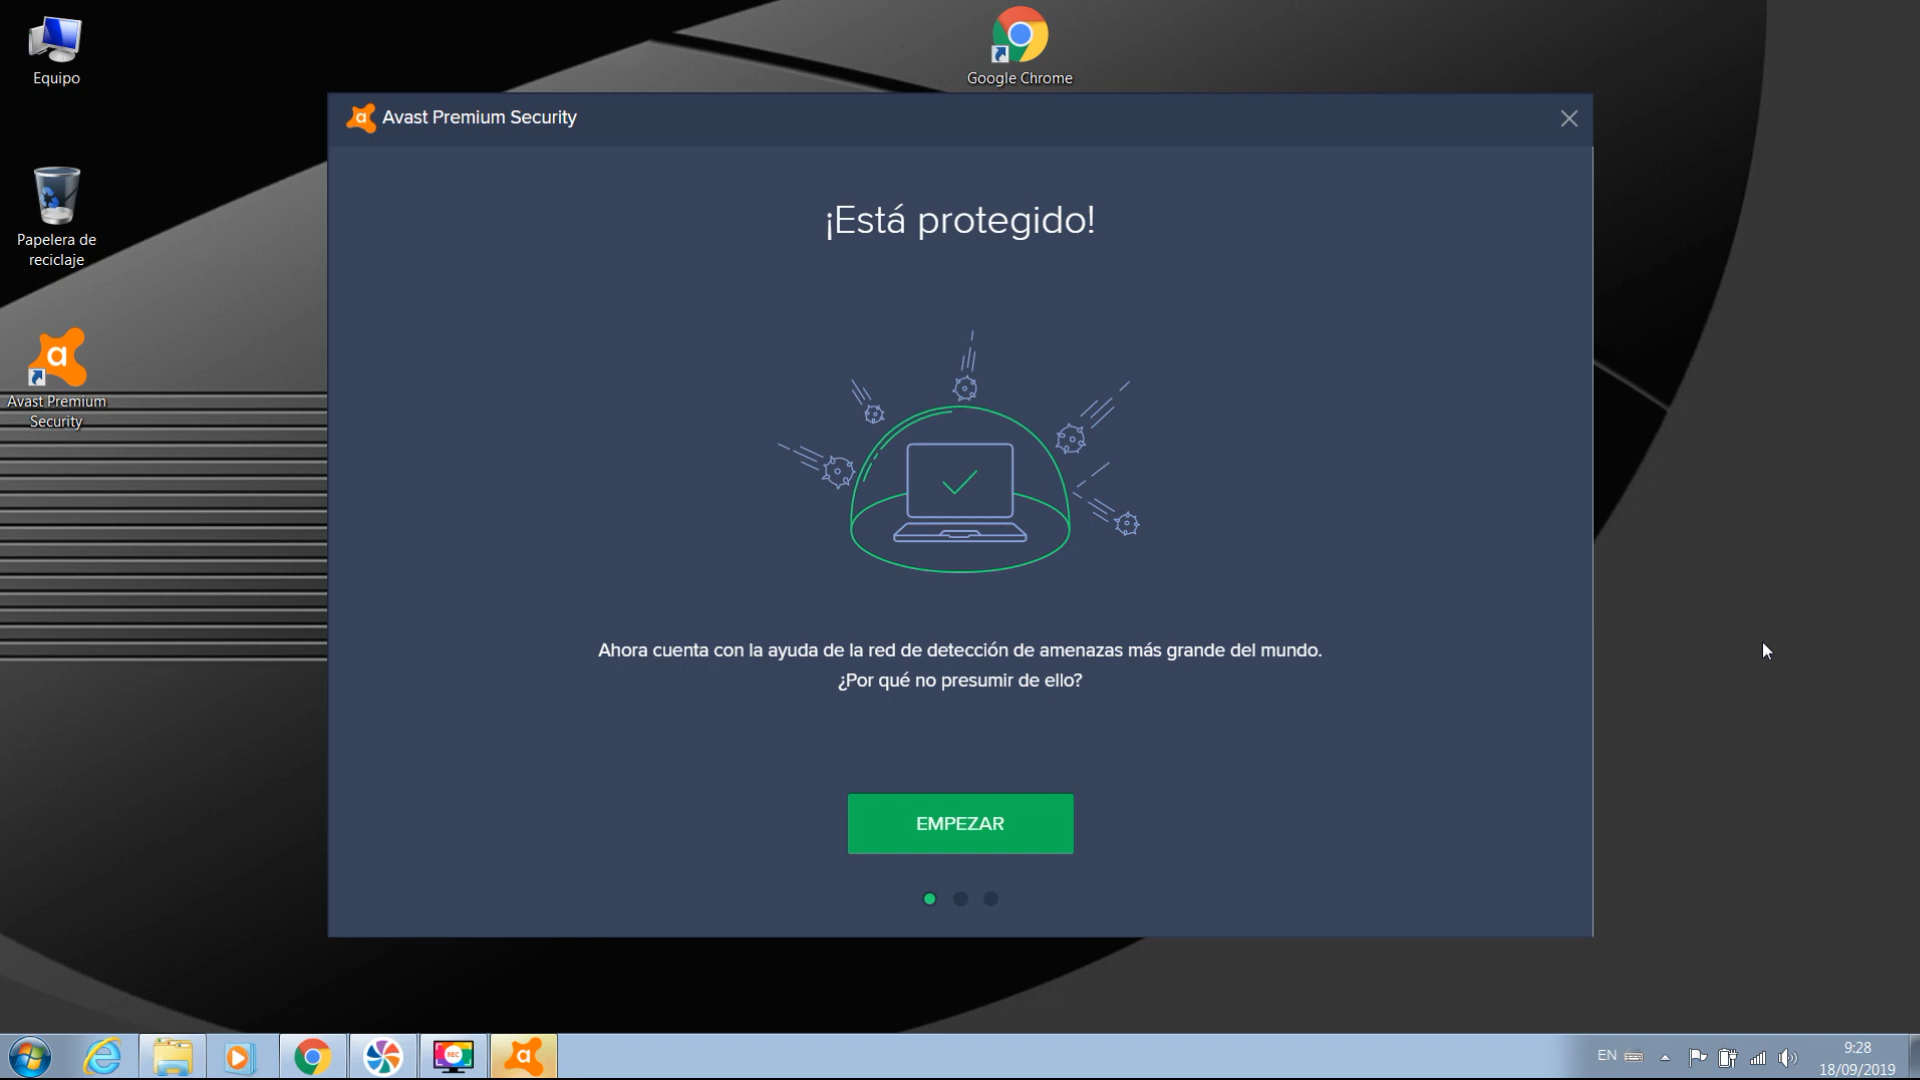 Equipo
Google Chrome
Avast Premium Security
¡Está protegido!
Papelera de
reciclaje
Avast Premium
Security
Ahora cuenta con la ayuda de la red de detección de amenazas más grande del mundo.
¿Por qué no presumir de ello?
EMPEZAR
REC
EN
9:28
18/09/2019